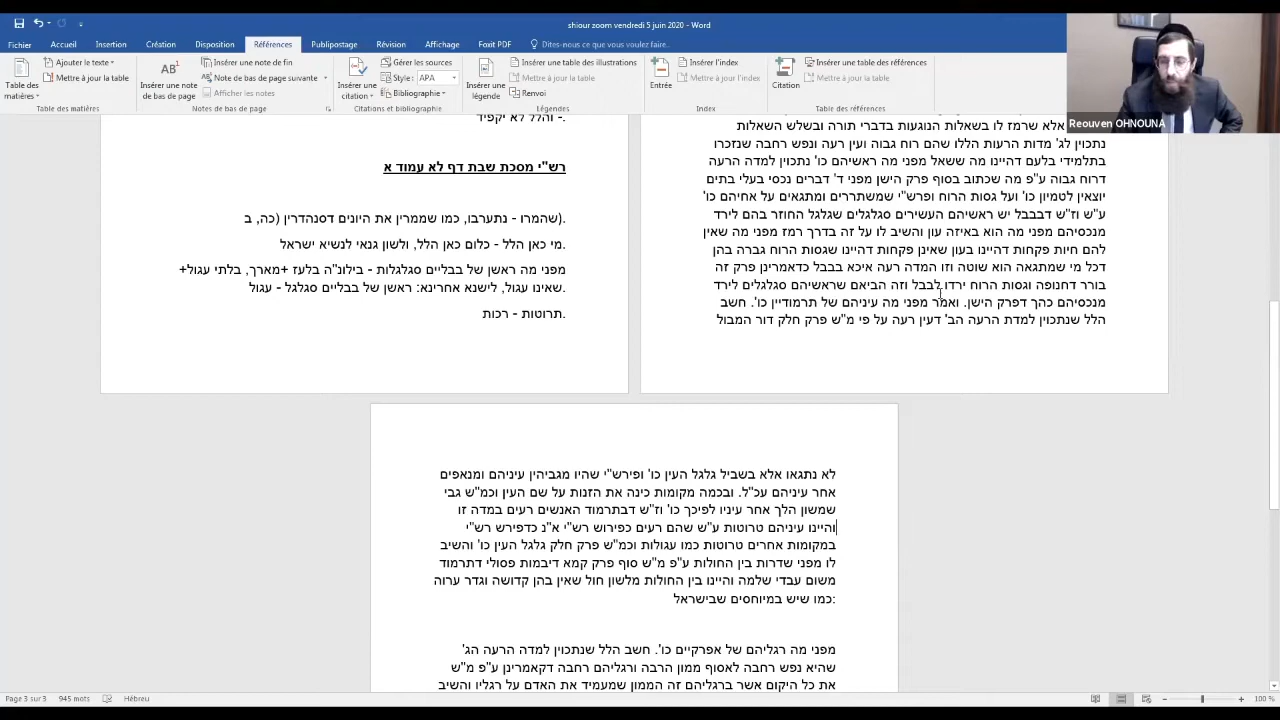 shiour zoom vendredi 5 juin 2020 - Word
Fichier Accueil Insertion Création Disposition Références Publipostage Révision Affichage Foxit PDF Dites-nous ce que vous voulez faire.
Table des matières
Ajouter le texte
Mettre à jour la table
Table des matières
AB¹
Insérer une note de bas de page
Insérer une note de fin
Note de bas de page suivante
Afficher les notes
Notes de bas de page
Insérer une citation
Gérer les sources
Style : APA
Bibliographie
Citations et bibliographie
Insérer une légende
Insérer une table des illustrations
Mettre à jour la table
Renvoi
Légendes
Entrée
Insérer l'index
Mettre à jour l'index
Index
Citation
Insérer une table des références
Mettre à jour la table
Table des références
Reouven OHNOUNA
אלא שרמז לו בשאלות הנוגעות בדברי תורה ובשלש השאלות
נתכוין לג' מדות הרעות הללו שהם רוח גבוה ועין רעה ונפש רחבה שנזכרו
בתלמידי בלעם דהיינו מה ששאל מפני מה ראשיהם כו' נתכוין למדה הרעה
דרוח גבוה ע"פ מה שכתוב בסוף פרק הישן מפני ד' דברים נכסי בעלי בתים
יוצאין לטמיון כו' ועל גסות הרוח ופרש"י שמשתררים ומתגאים על אחיהם כו'
ע"ש וז"ש דבבבל יש ראשיהם העשירים סגלגלים שגלגל החוזר בהם לירד
מנכסיהם מפני מה הוא באיזה עון והשיב לו על זה בדרך רמז מפני מה שאין
להם חיות פקחות דהיינו בעון שאינן פקחות דהיינו שגסות הרוח גברה בהן
דכל מי שמתגאה הוא שוטה וזו המדה רעה איכא בבבל כדאמרינן פרק זה
בורר דחנופה וגסות הרוח ירדו לבבל וזה הביאם שראשיהם סגלגלים לירד
מנכסיהם כהך דפרק הישן. ואמר מפני מה עיניהם של תרמודיין כו'. חשב
הלל שנתכוין למדת הרעה הב' דעין רעה על פי מ"ש פרק חלק דור המבול
-. והלל לא יקפיד
רש"י מסכת שבת דף לא עמוד א
.(שהמרו - נתערבו, כמו שממרין את היונים דסנהדרין (כה, ב
.מי כאן הלל - כלום כאן הלל, ולשון גנאי לנשיא ישראל
מפני מה ראשן של בבליים סגלגלות - בילונ"ה בלעז +מארך, בלתי עגול+
.שאינו עגול, לישנא אחרינא: ראשן של בבליים סגלגל - עגול
.תרוטות - רכות
לא נתגאו אלא בשביל גלגל העין כו' ופירש"י שהיו מגביהין עיניהם ומנאפים
אחר עיניהם עכ"ל. ובכמה מקומות כינה את הזנות על שם העין וכמ"ש גבי
שמשון הלך אחר עיניו לפיכך כו' וז"ש דבתרמוד האנשים רעים במדה זו
והיינו עיניהם טרוטות ע"ש שהם רעים כפירוש רש"י א"נ כדפירש רש"י
במקומות אחרים טרוטות כמו עגולות וכמ"ש פרק חלק גלגל העין כו' והשיב
לו מפני שדרות בין החולות ע"פ מ"ש סוף פרק קמא דיבמות פסולי דתרמוד
משום עבדי שלמה והיינו בין החולות מלשון חול שאין בהן קדושה וגדר ערוה
:כמו שיש במיוחסים שבישראל
מפני מה רגליהם של אפרקיים כו'. חשב הלל שנתכוין למדה הרעה הג'
שהיא נפש רחבה לאסוף ממון הרבה ורגליהם רחבה דקאמרינן ע"פ מ"ש
את כל היקום אשר ברגליהם זה הממון שמעמיד את האדם על רגליו והשיב
Page 3 sur 3 945 mots Hébreu 100 %